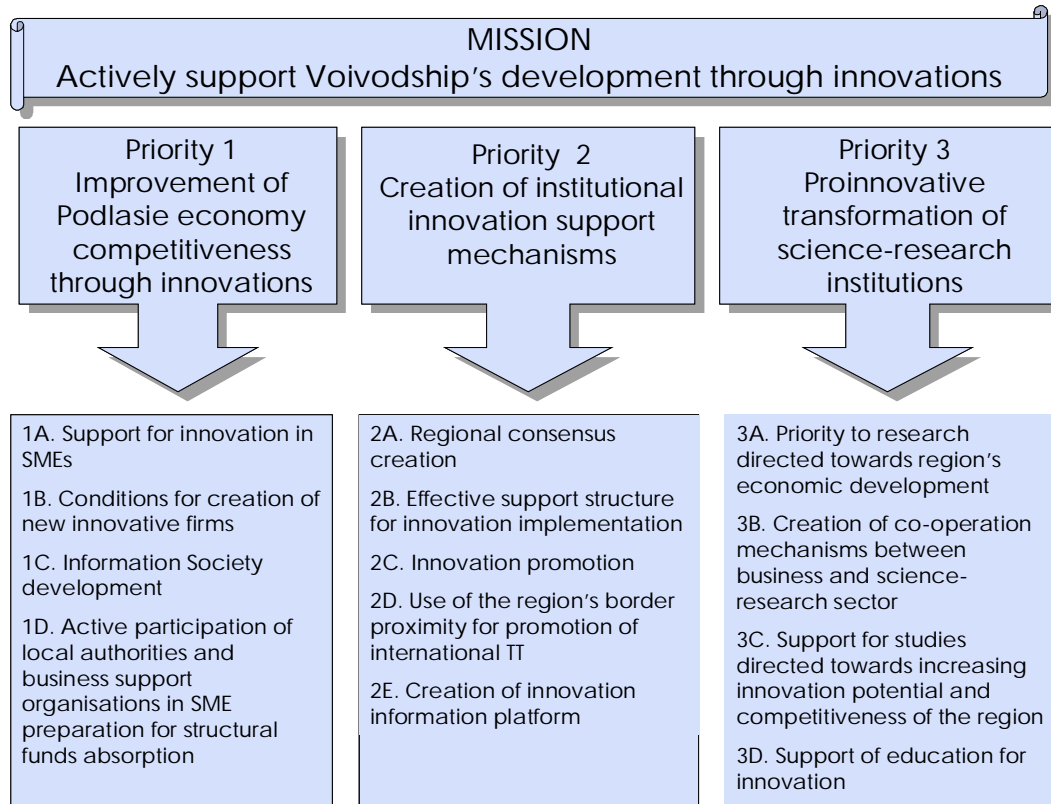 MISSION
Actively support Voivodship's development through innovations
Priority 1
Improvement of
Podlasie economy
competitiveness
through innovations
Priority 2
Creation of institutional
innovation support
mechanisms
Priority 3
Proinnovative
transformation of
science-research
institutions
1A. Support for innovation in
SMEs
1B. Conditions for creation of
new innovative firms
1C. Information Society
development
1D. Active participation of
local authorities and
business support
organisations in SME
preparation for structural
funds absorption
2A. Regional consensus
creation
2B. Effective support structure
for innovation implementation
2C. Innovation promotion
2D. Use of the region's border
proximity for promotion of
international TT
2E. Creation of innovation
information platform
3A. Priority to research
directed towards region's
economic development
3B. Creation of co-operation
mechanisms between
business and science-
research sector
3C. Support for studies
directed towards increasing
innovation potential and
competitiveness of the region
3D. Support of education for
innovation